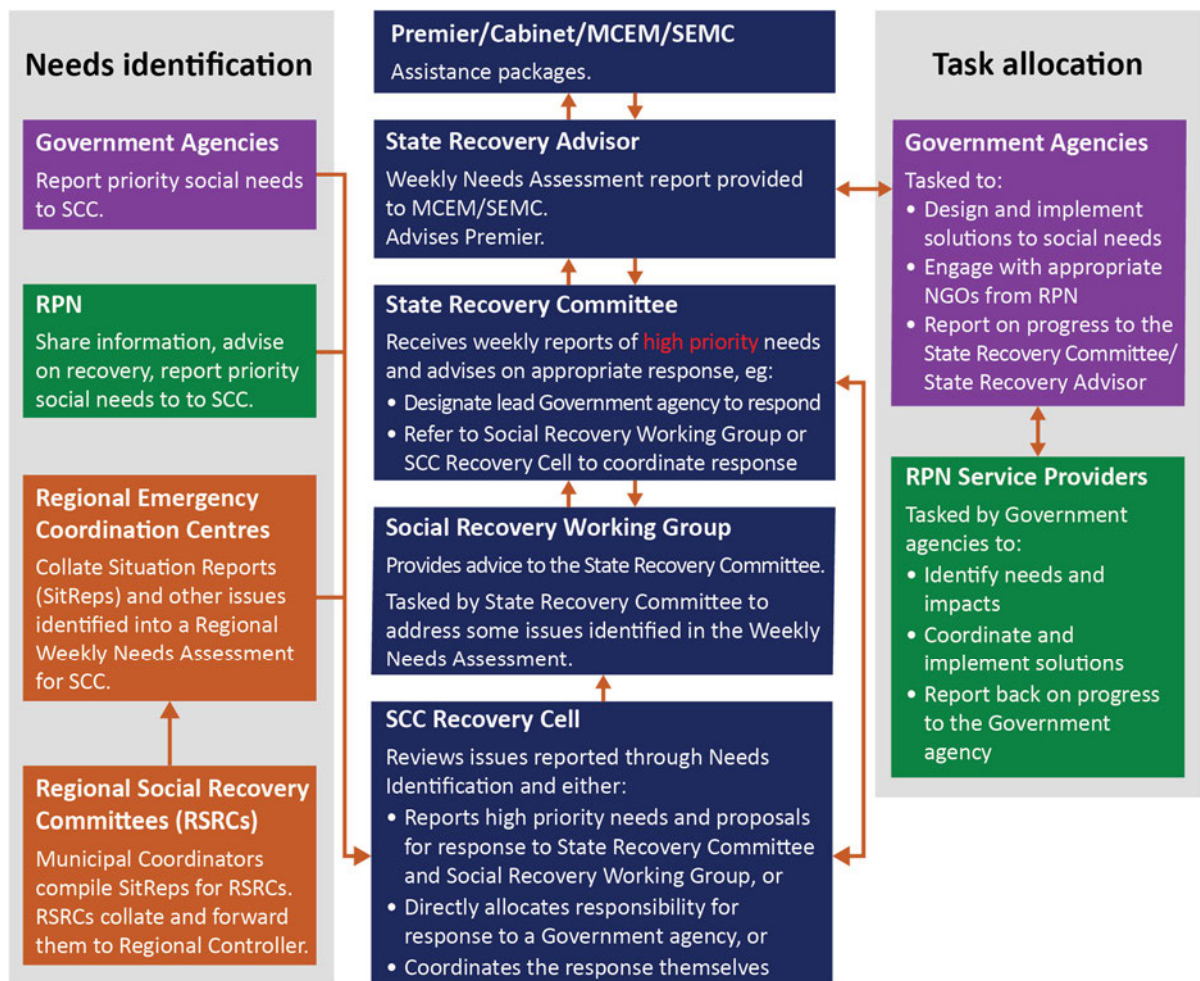 Needs identification
Government Agencies
Report priority social needs
to SCC.
RPN
Share information, advise
on recovery, report priority
social needs to to SCC.
Regional Emergency
Coordination Centres
Collate Situation Reports
(SitReps) and other issues
identified into a Regional
Weekly Needs Assessment
for SCC.
Regional Social Recovery
Committees (RSRCs)
Municipal Coordinators
compile SitReps for RSRCs.
RSRCs collate and forward
them to Regional Controller.
Premier/Cabinet/MCEM/SEMC
Assistance packages.
State Recovery Advisor
Weekly Needs Assessment report provided
to MCEM/SEMC.
Advises Premier.
State Recovery Committee
Receives weekly reports of high priority needs
and advises on appropriate response, eg:
• Designate lead Government agency to respond
• Refer to Social Recovery Working Group or
SCC Recovery Cell to coordinate response
Social Recovery Working Group
Provides advice to the State Recovery Committee.
Tasked by State Recovery Committee to
address some issues identified in the Weekly
Needs Assessment.
SCC Recovery Cell
Reviews issues reported through Needs
Identification and either:
• Reports high priority needs and proposals
for response to State Recovery Committee
and Social Recovery Working Group, or
• Directly allocates responsibility for
response to a Government agency, or
• Coordinates the response themselves
Task allocation
Government Agencies
Tasked to:
• Design and implement
solutions to social needs
• Engage with appropriate
NGOs from RPN
• Report on progress to the
State Recovery Committee/
State Recovery Advisor
RPN Service Providers
Tasked by Government
agencies to:
• Identify needs and
impacts
• Coordinate and
implement solutions
• Report back on progress
to the Government
agency